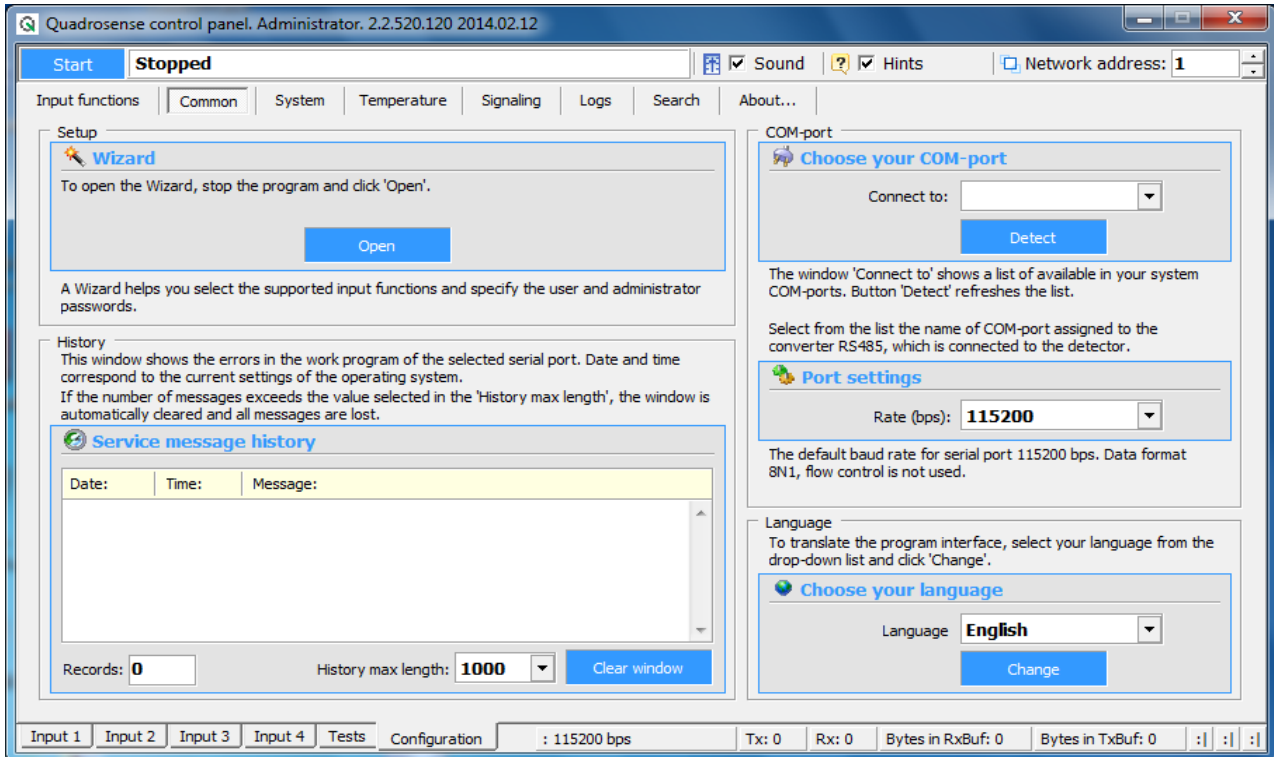 Quadrosense control panel. Administrator. 2.2.520.120 2014.02.12
Start Stopped Sound Hints Network address: 1
Input functions Common System Temperature Signaling Logs Search About...
Setup
Wizard
To open the Wizard, stop the program and click 'Open'.
Open
A Wizard helps you select the supported input functions and specify the user and administrator
passwords.
History
This window shows the errors in the work program of the selected serial port. Date and time
correspond to the current settings of the operating system.
If the number of messages exceeds the value selected in the 'History max length', the window is
automatically cleared and all messages are lost.
Service message history
Date: Time: Message:
Records: 0 History max length: 1000 Clear window
COM-port
Choose your COM-port
Connect to:
Detect
The window 'Connect to' shows a list of available in your system
COM-ports. Button 'Detect' refreshes the list.
Select from the list the name of COM-port assigned to the
converter RS485, which is connected to the detector.
Port settings
Rate (bps): 115200
The default baud rate for serial port 115200 bps. Data format
8N1, flow control is not used.
Language
To translate the program interface, select your language from the
drop-down list and click 'Change'.
Choose your language
Language English
Change
Input 1 Input 2 Input 3 Input 4 Tests Configuration : 115200 bps Tx: 0 Rx: 0 Bytes in RxBuf: 0 Bytes in TxBuf: 0 :| :| :|